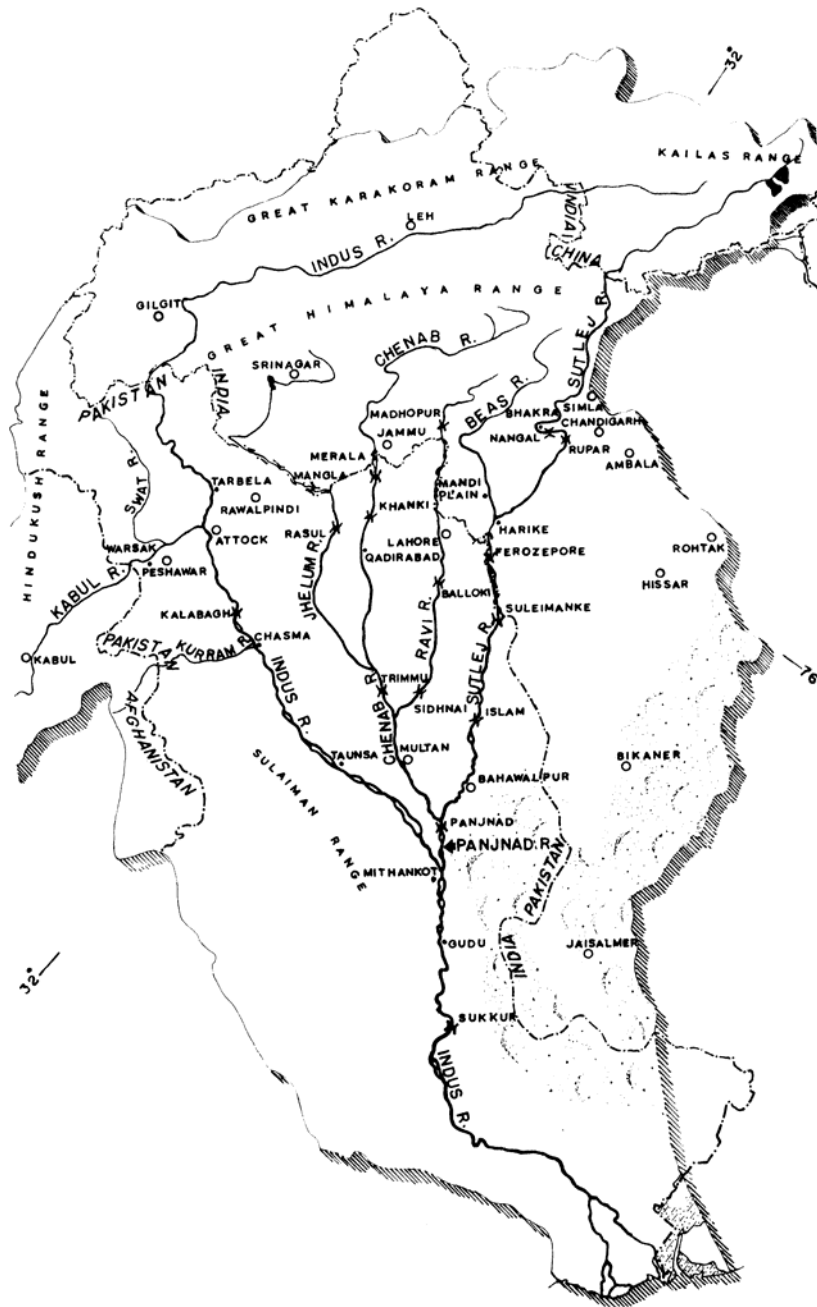 32°
KAILAS RANGE
GREAT KARAKORAM RANGE
INDIA
CHINA
LEH
INDUS R.
GILGIT
GREAT HIMALAYA RANGE
CHENAB R.
SUTLEJ R.
SRINAGAR
PAKISTAN
INDIA
HINDUKUSH RANGE
BEAS R.
MADHOPUR
JAMMU
BHAKRA
SIMLA
CHANDIGARH
NANGAL
RUPAR
AMBALA
MERALA
MANGLA
SWAT R.
TARBELA
RAWALPINDI
MANDI
PLAIN
KHANKI
ATTOCK
RASUL
LAHORE
HARIKE
WARSAK
QADIRABAD
FEROZEPORE
ROHTAK
PESHAWAR
HISSAR
KABUL R.
JHELUM R.
BALLOKI
KALABAGH
SULEIMANKE
RAVI R.
PAKISTAN
KURRAM R.
CHASMA
KABUL
76
INDUS R.
CHENAB R.
TRIMMU
SUTLEJ R.
SIDHNAI
ISLAM
AFGHANISTAN
TAUNSA
MULTAN
BIKANER
BAHAWALPUR
SULAIMAN RANGE
PANJNAD
PANJNAD R.
MITHANKOT
PAKISTAN
INDIA
GUDU
JAISALMER
32°
SUKKUR
INDUS R.